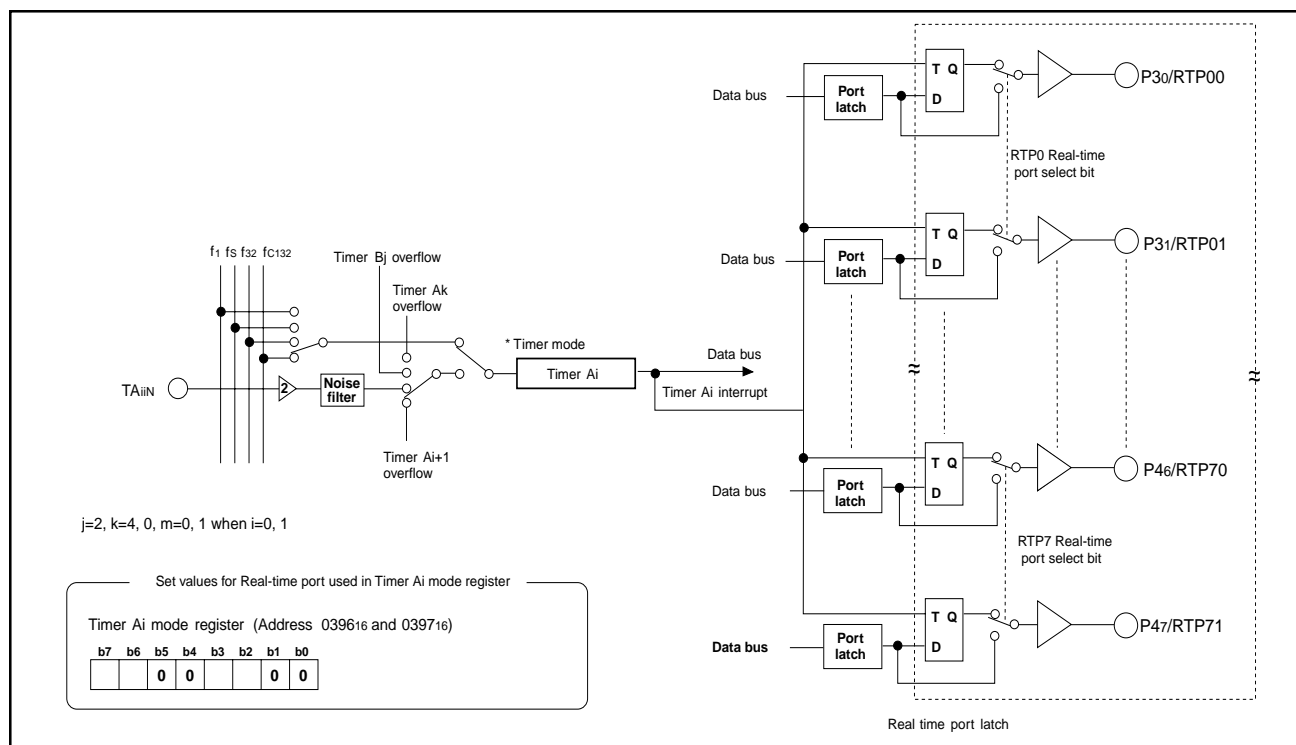 Data bus
Port latch
T Q
D
P30/RTP00
RTP0 Real-time port select bit
Data bus
Port latch
T Q
D
P31/RTP01
f1 fS f32 fC132
Timer Bj overflow
Timer Ak overflow
* Timer mode
Timer Ai
Data bus
Timer Ai interrupt
TAiiN
2
Noise filter
Timer Ai+1 overflow
≈
≈
Data bus
Port latch
T Q
D
P46/RTP70
RTP7 Real-time port select bit
j=2, k=4, 0, m=0, 1 when i=0, 1
Set values for Real-time port used in Timer Ai mode register
Timer Ai mode register (Address 039616 and 039716)
b7 b6 b5 b4 b3 b2 b1 b0
0 0 0 0
Data bus
Port latch
T Q
D
P47/RTP71
Real time port latch